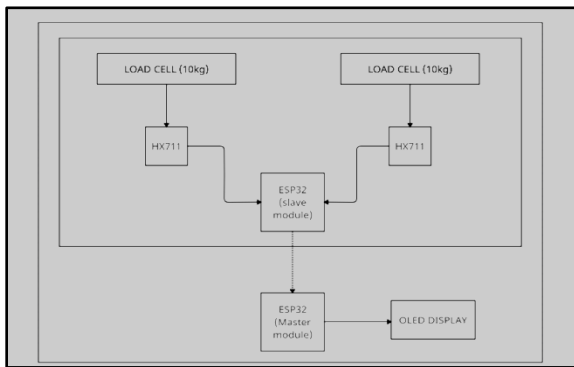 LOAD CELL (10kg)
LOAD CELL (10kg)
HX711
HX711
ESP32
(slave
module)
ESP32
(Master
module)
OLED DISPLAY